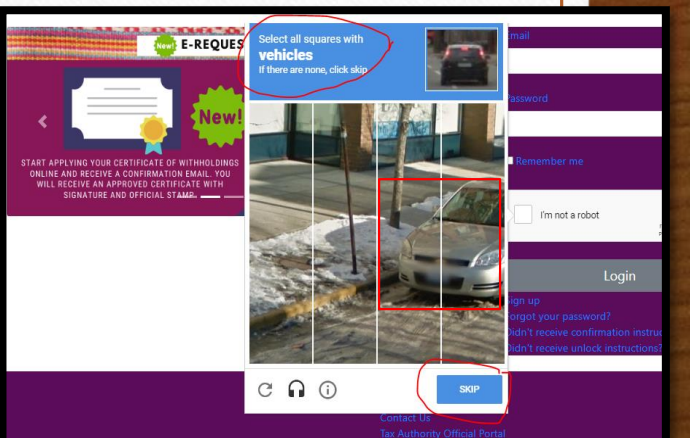 New! E-REQUES
New!
START APPLYING YOUR CERTIFICATE OF WITHHOLDINGS
ONLINE AND RECEIVE A CONFIRMATION EMAIL. YOU
WILL RECEIVE AN APPROVED CERTIFICATE WITH
SIGNATURE AND OFFICIAL STAMP.
Select all squares with
vehicles
If there are none, click skip
SKIP
Email
Password
Remember me
I'm not a robot
Login
Sign up
Forgot your password?
Didn't receive confirmation instruc
Didn't receive unlock instructions?
Contact Us
Tax Authority Official Portal